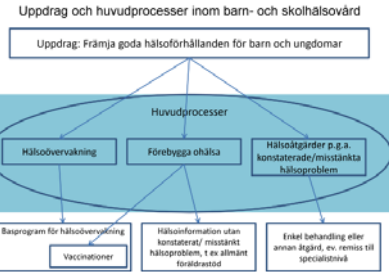 Uppdrag och huvudprocesser inom barn- och skolhälsovård
Uppdrag: Främja goda hälsoförhållanden för barn och ungdomar
Huvudprocesser
Hälsoövervakning
Förebygga ohälsa
Hälsoåtgärder p.g.a.
konstaterade/misstänkta
hälsoproblem
Basprogram för hälsoövervakning
Vaccinationer
Hälsoinformation utan
konstaterat/ misstänkt
hälsoproblem, t ex allmänt
föräldrastöd
Enkel behandling eller
annan åtgärd, ev. remiss till
specialistnivå